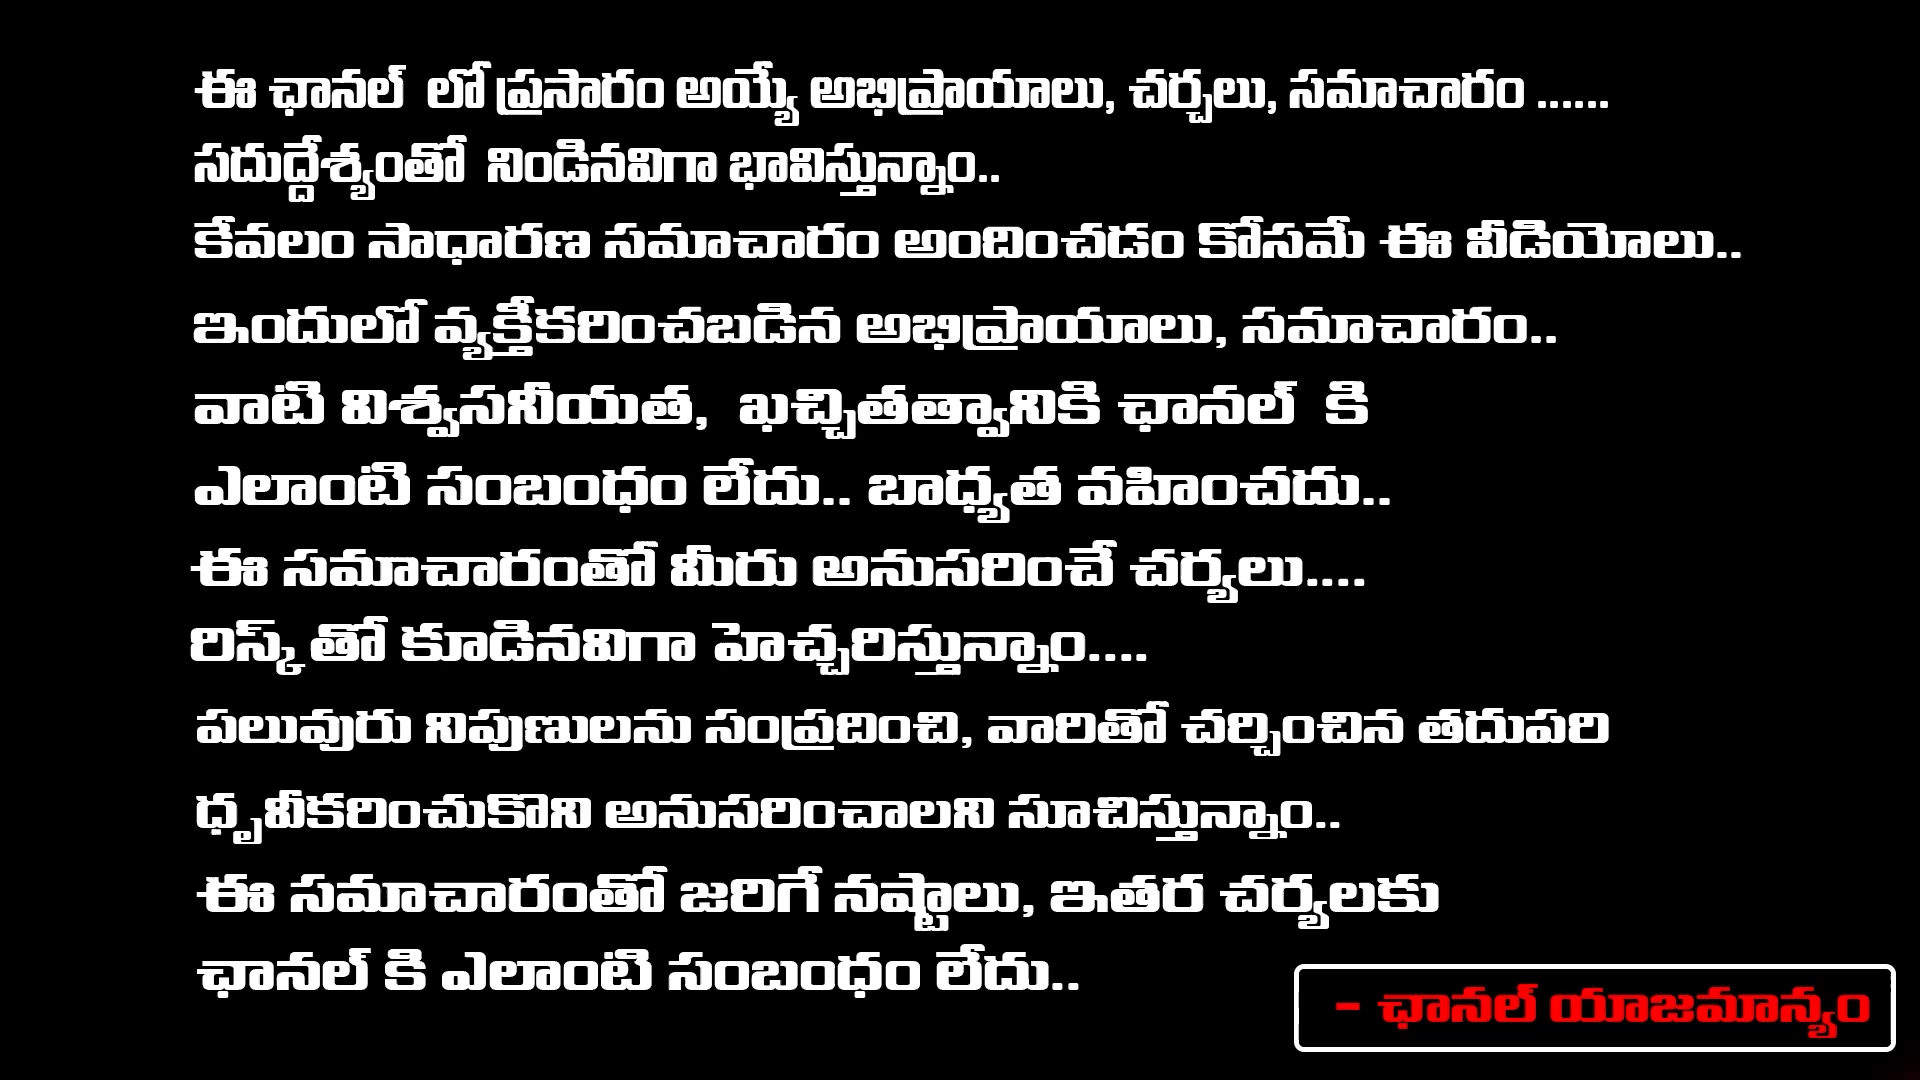 ఈ ఛానల్ లో ప్రసారం అయ్యే అభిప్రాయాలు, చర్చలు, సమాచారం ......
సదుద్దేశ్యంతో నిండినవిగా భావిస్తున్నాం..
కేవలం సాధారణ సమాచారం అందించడం కోసమే ఈ వీడియోలు..
ఇందులో వ్యక్తీకరించబడిన అభిప్రాయాలు, సమాచారం..
వాటి విశ్వసనీయత, ఖచ్చితత్వానికి ఛానల్ కి
ఎలాంటి సంబంధం లేదు.. బాధ్యత వహించదు..
ఈ సమాచారంతో మీరు అనుసరించే చర్యలు....
రిస్క్ తో కూడినవిగా హెచ్చరిస్తున్నాం....
పలువురు నిపుణులను సంప్రదించి, వారితో చర్చించిన తదుపరి
ధృవీకరించుకొని అనుసరించాలని సూచిస్తున్నాం..
ఈ సమాచారంతో జరిగే నష్టాలు, ఇతర చర్యలకు
ఛానల్ కి ఎలాంటి సంబంధం లేదు..
- ఛానల్ యాజమాన్యం